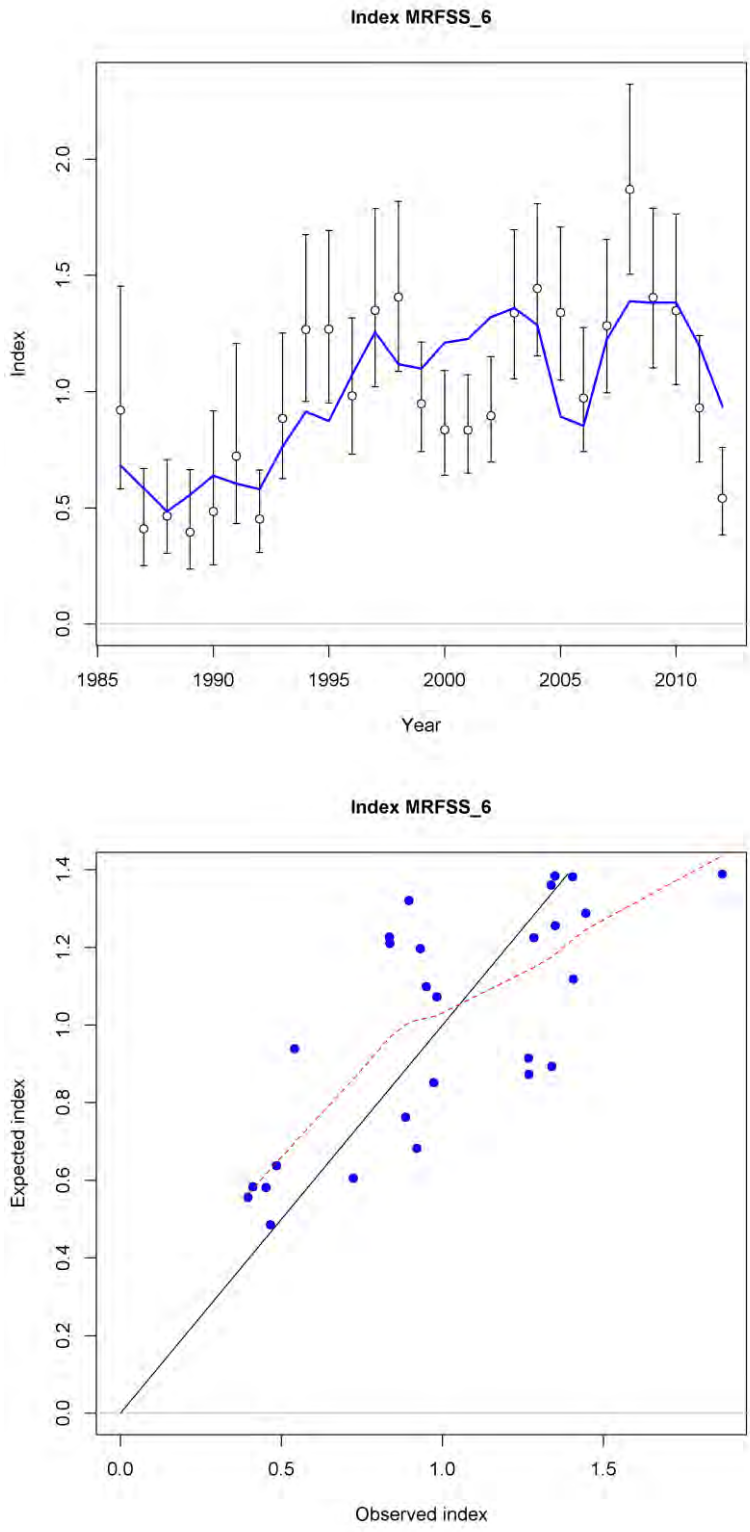 Index MRFSS_6
Index
2.0
1.5
1.0
0.5
0.0
1985 1990 1995 2000 2005 2010
Year
Index MRFSS_6
Expected index
1.4
1.2
1.0
0.8
0.6
0.4
0.2
0.0
0.0 0.5 1.0 1.5
Observed index